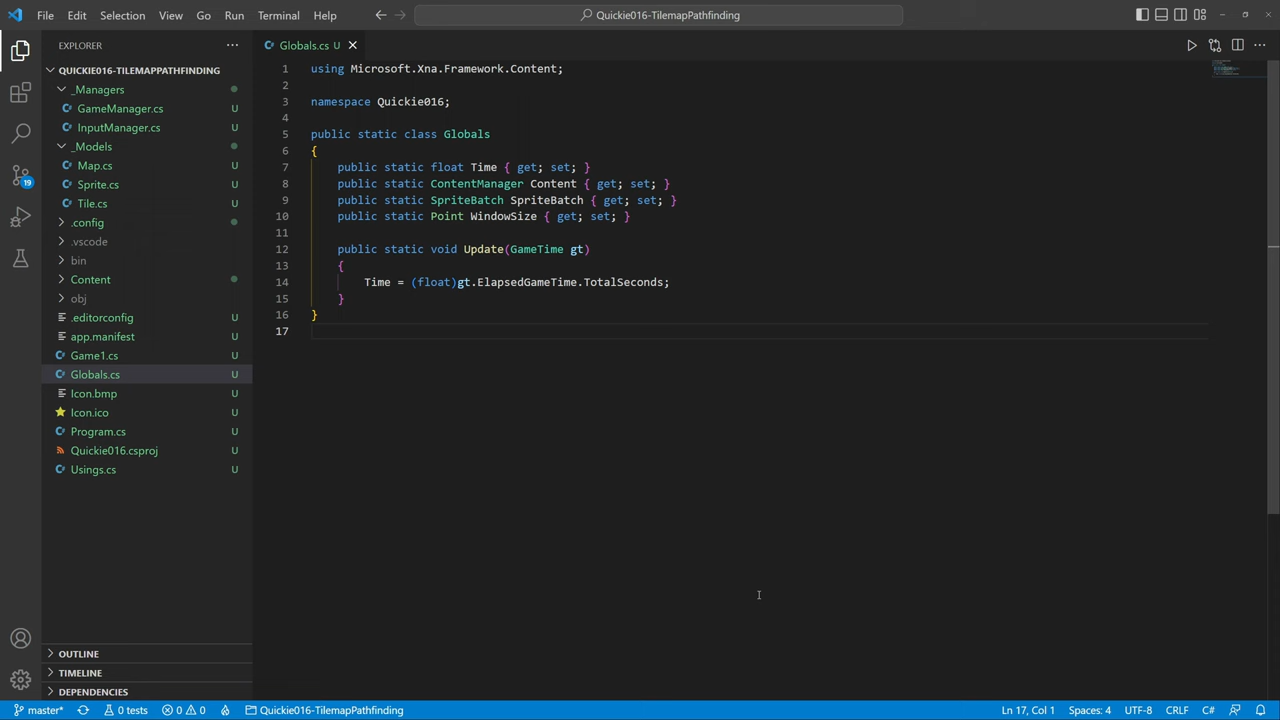 File Edit Selection View Go Run Terminal Help
Quickie016-TilemapPathfinding
EXPLORER
QUICKIE016-TILEMAPPATHFINDING
_Managers
GameManager.cs U
InputManager.cs U
_Models
Map.cs U
Sprite.cs U
Tile.cs U
.config
.vscode
bin
Content
obj
.editorconfig U
app.manifest U
Game1.cs U
Globals.cs U
Icon.bmp U
Icon.ico U
Program.cs U
Quickie016.csproj U
Usings.cs U
OUTLINE
TIMELINE
DEPENDENCIES
19
Globals.cs U
1 using Microsoft.Xna.Framework.Content;
2
3 namespace Quickie016;
4
5 public static class Globals
6 {
7 public static float Time { get; set; }
8 public static ContentManager Content { get; set; }
9 public static SpriteBatch SpriteBatch { get; set; }
10 public static Point WindowSize { get; set; }
11
12 public static void Update(GameTime gt)
13 {
14 Time = (float)gt.ElapsedGameTime.TotalSeconds;
15 }
16 }
17
master* 0 tests 0 0 Quickie016-TilemapPathfinding Ln 17, Col 1 Spaces: 4 UTF-8 CRLF C#